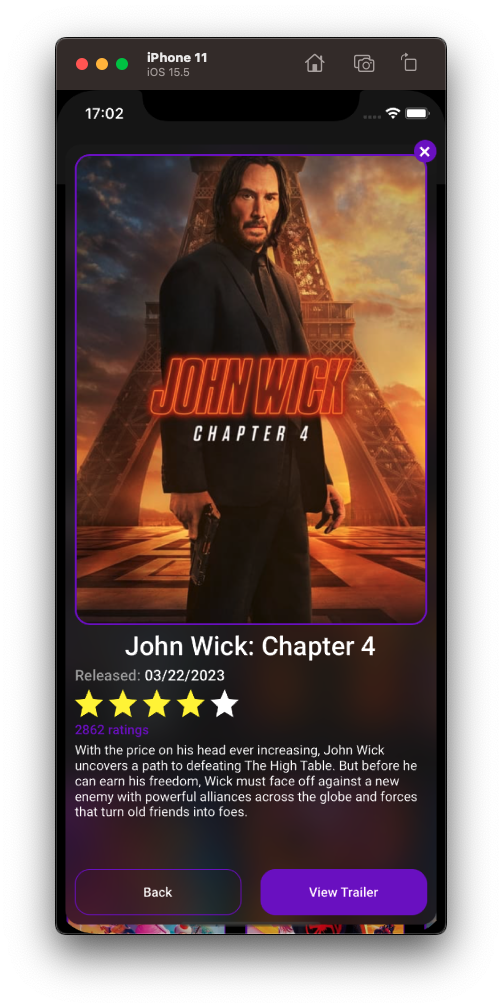 iPhone 11
iOS 15.5
17:02
JOHN WICK
CHAPTER 4
John Wick: Chapter 4
Released: 03/22/2023
2862 ratings
With the price on his head ever increasing, John Wick
uncovers a path to defeating The High Table. But before he
can earn his freedom, Wick must face off against a new
enemy with powerful alliances across the globe and forces
that turn old friends into foes.
Back
View Trailer